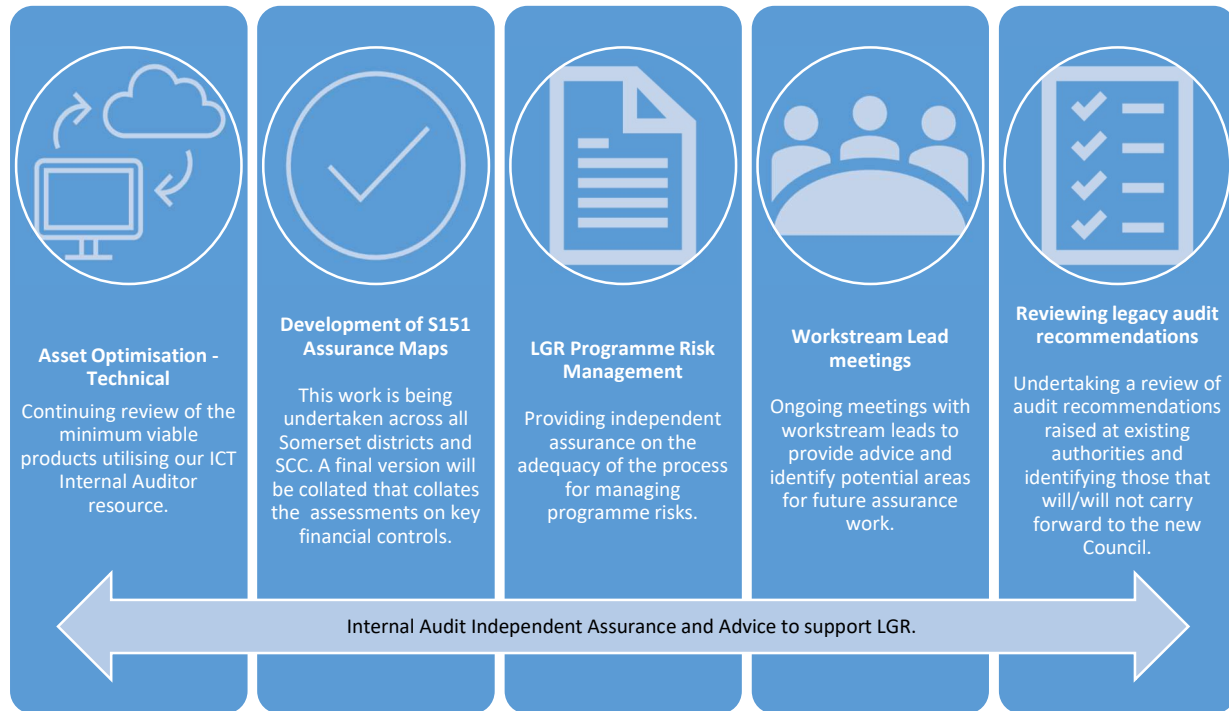 Asset Optimisation -
Technical
Continuing review of the
minimum viable
products utilising our ICT
Internal Auditor
resource.
Development of S151
Assurance Maps
This work is being
undertaken across all
Somerset districts and
SCC. A final version will
be collated that collates
the assessments on key
financial controls.
LGR Programme Risk
Management
Providing independent
assurance on the
adequacy of the process
for managing
programme risks.
Workstream Lead
meetings
Ongoing meetings with
workstream leads to
provide advice and
identify potential areas
for future assurance
work.
Reviewing legacy audit
recommendations
Undertaking a review of
audit recommendations
raised at existing
authorities and
identifying those that
will/will not carry
forward to the new
Council.
Internal Audit Independent Assurance and Advice to support LGR.